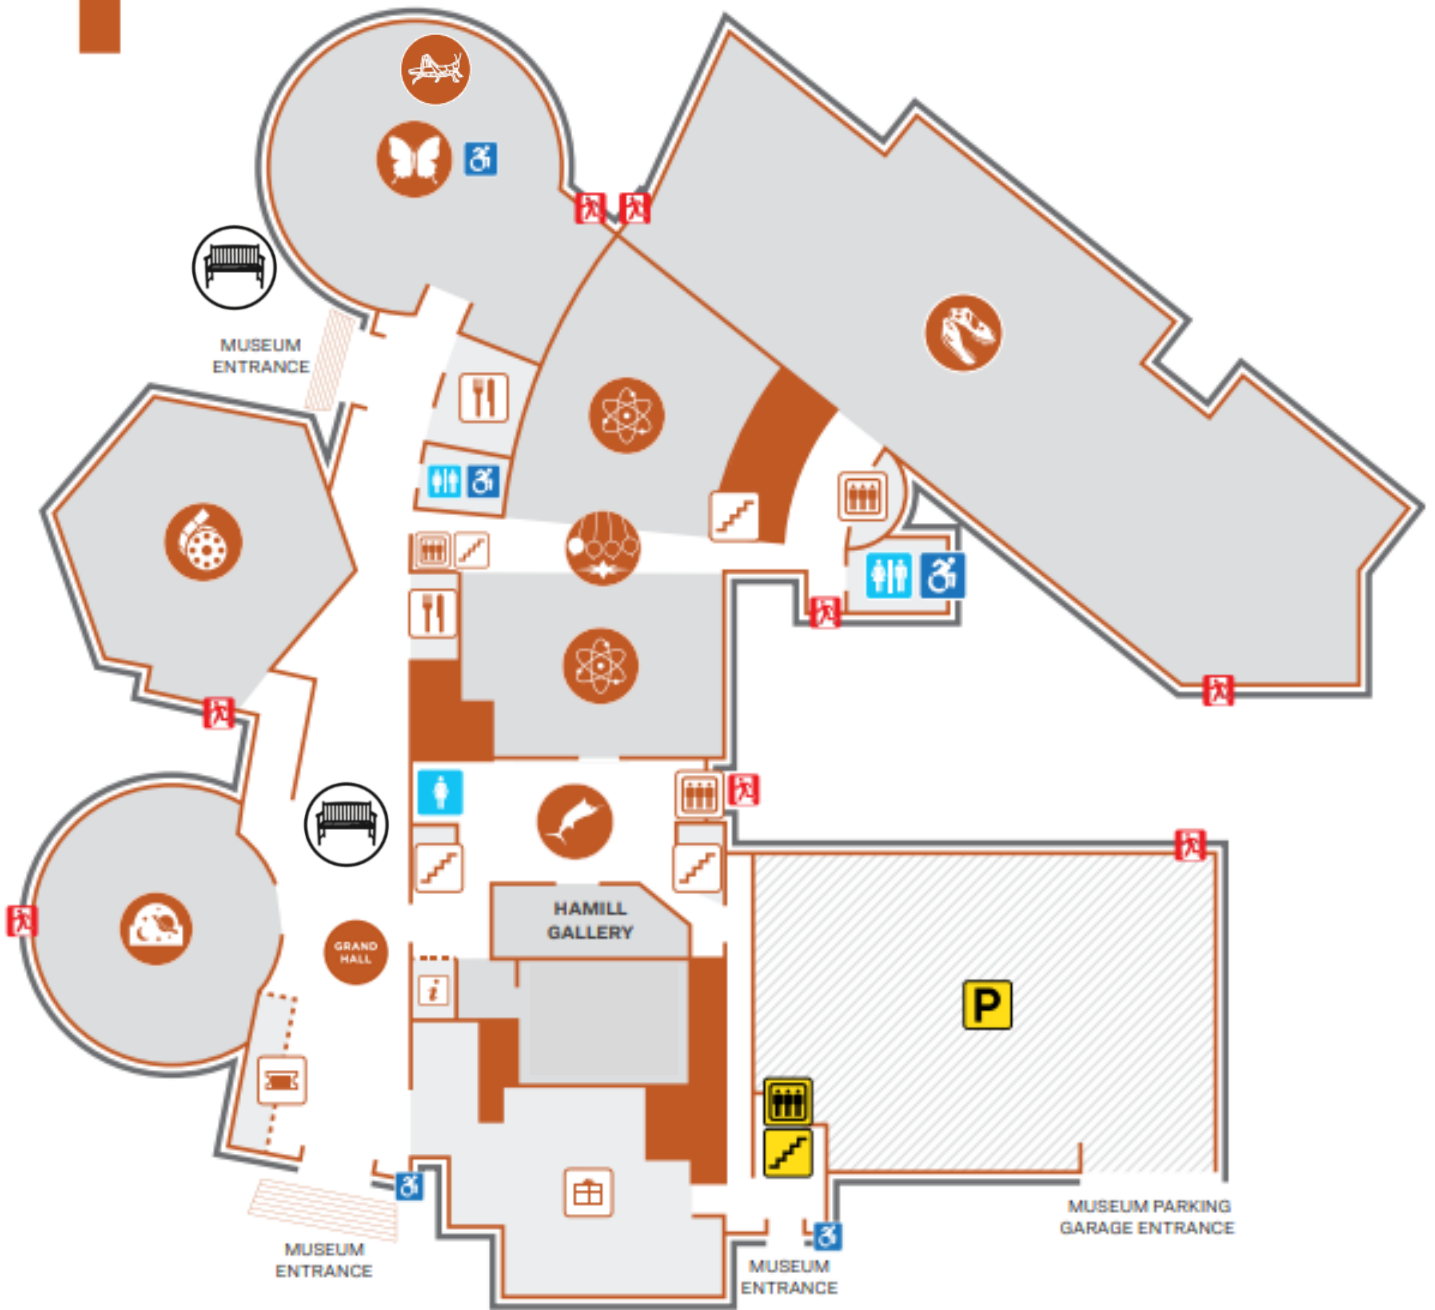 MUSEUM
ENTRANCE
HAMILL
GALLERY
GRAND
HALL
i
P
MUSEUM PARKING
GARAGE ENTRANCE
MUSEUM
ENTRANCE
MUSEUM
ENTRANCE